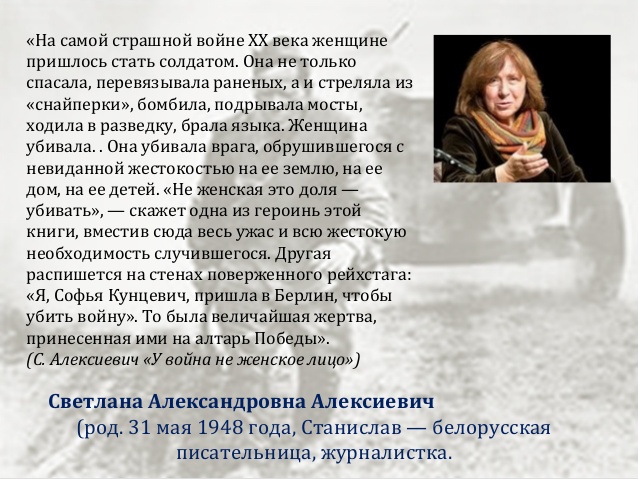 «На самой страшной войне XX века женщине
пришлось стать солдатом. Она не только
спасала, перевязывала раненых, а и стреляла из
«снайперки», бомбила, подрывала мосты,
ходила в разведку, брала языка. Женщина
убивала. . Она убивала врага, обрушившегося с
невиданной жестокостью на ее землю, на ее
дом, на ее детей. «Не женская это доля —
убивать», — скажет одна из героинь этой
книги, вместив сюда весь ужас и всю жестокую
необходимость случившегося. Другая
распишется на стенах поверженного рейхстага:
«Я, Софья Кунцевич, пришла в Берлин, чтобы
убить войну». То была величайшая жертва,
принесенная ими на алтарь Победы».
(С. Алексиевич «У война не женское лицо»)
Светлана Александровна Алексиевич
(род. 31 мая 1948 года, Станислав — белорусская
писательница, журналистка.